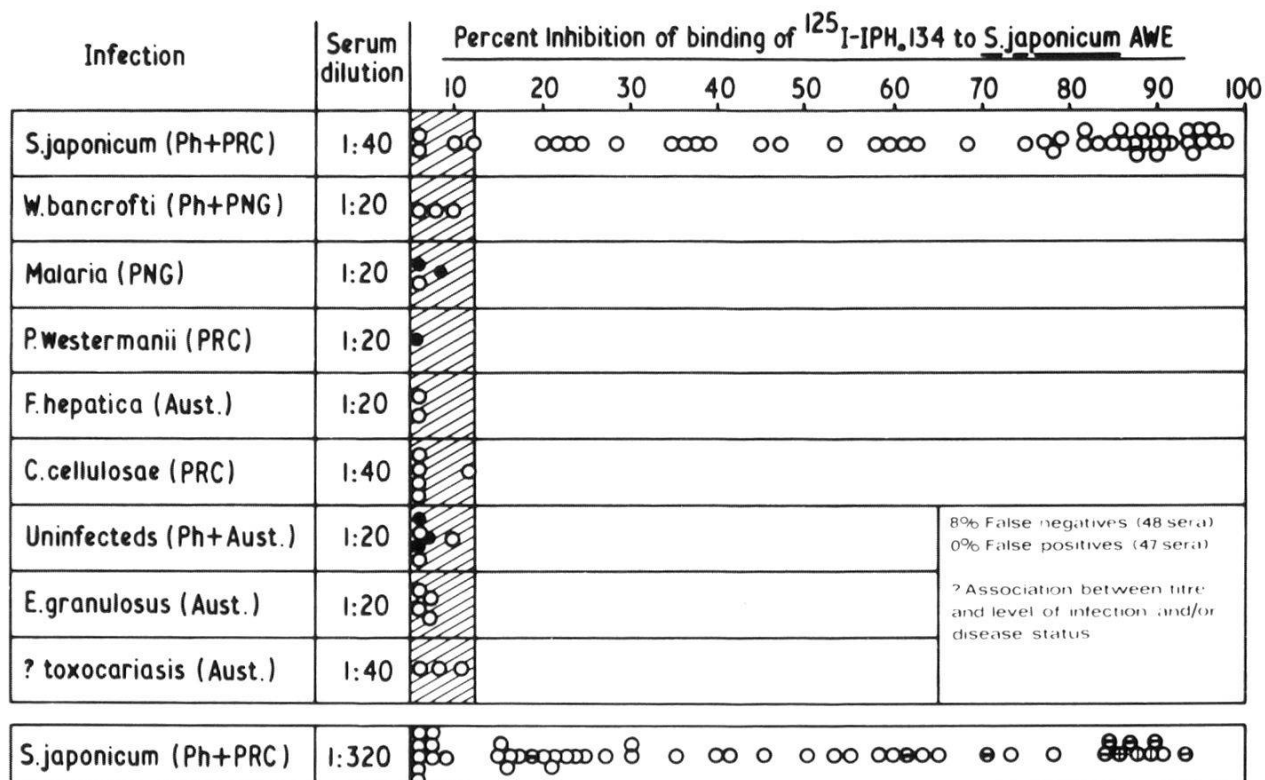 Infection
Serum dilution
Percent Inhibition of binding of ¹²⁵I-IPH.134 to S.japonicum AWE
10 20 30 40 50 60 70 80 90 100
S.japonicum (Ph+PRC) 1:40
W.bancrofti (Ph+PNG) 1:20
Malaria (PNG) 1:20
P.Westermanii (PRC) 1:20
F.hepatica (Aust.) 1:20
C.cellulosae (PRC) 1:40
Uninfecteds (Ph+Aust.) 1:20
8% False negatives (48 sera)
0% False positives (47 sera)
? Association between titre
and level of infection and/or
disease status
E.granulosus (Aust.) 1:20
? toxocariasis (Aust.) 1:40
S.japonicum (Ph+PRC) 1:320